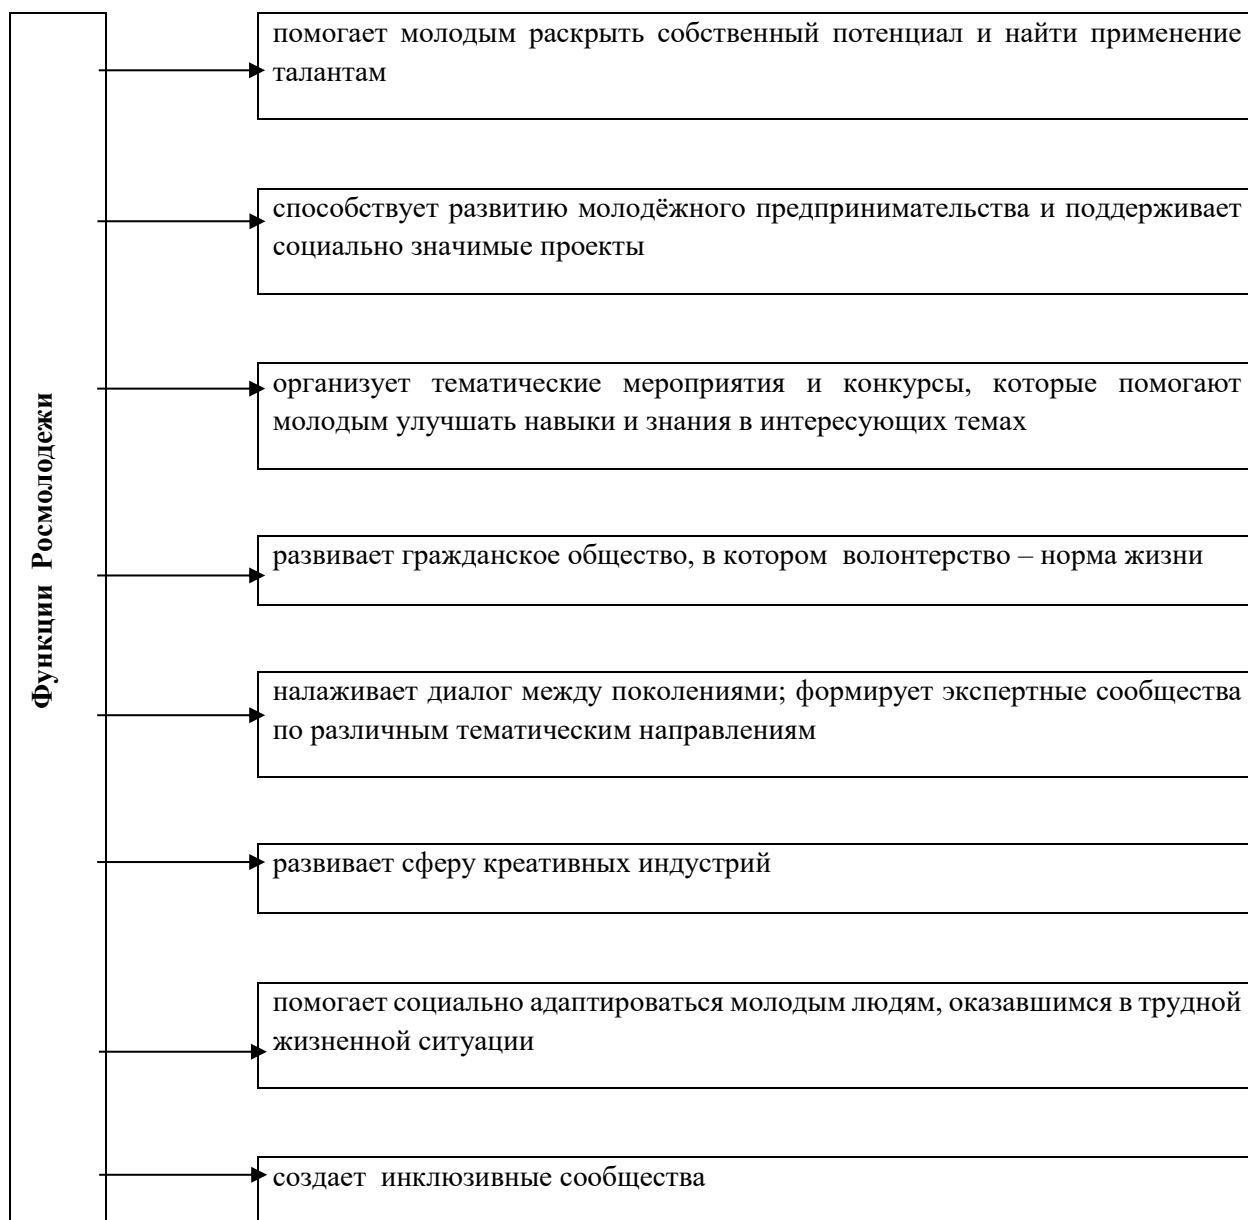 Функции Росмолодежи
помогает молодым раскрыть собственный потенциал и найти применение
талантам
способствует развитию молодёжного предпринимательства и поддерживает
социально значимые проекты
организует тематические мероприятия и конкурсы, которые помогают
молодым улучшать навыки и знания в интересующих темах
развивает гражданское общество, в котором волонтерство – норма жизни
налаживает диалог между поколениями; формирует экспертные сообщества
по различным тематическим направлениям
развивает сферу креативных индустрий
помогает социально адаптироваться молодым людям, оказавшимся в трудной
жизненной ситуации
создает инклюзивные сообщества